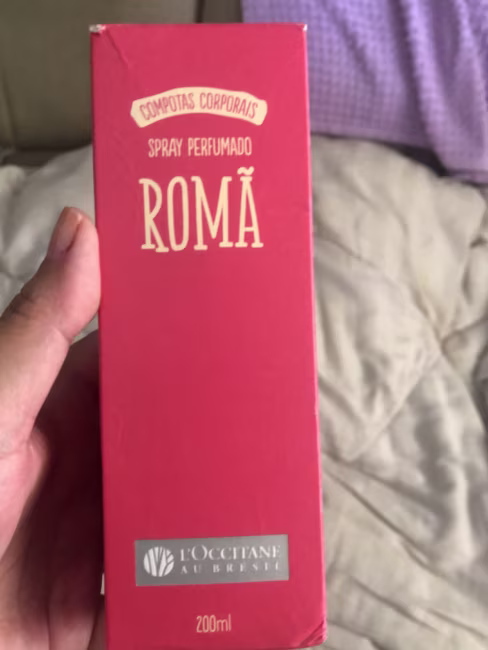 COMPOTAS CORPORAIS
SPRAY PERFUMADO
ROMÃ
L'OCCITANE
AU BRÉSIL
200ml